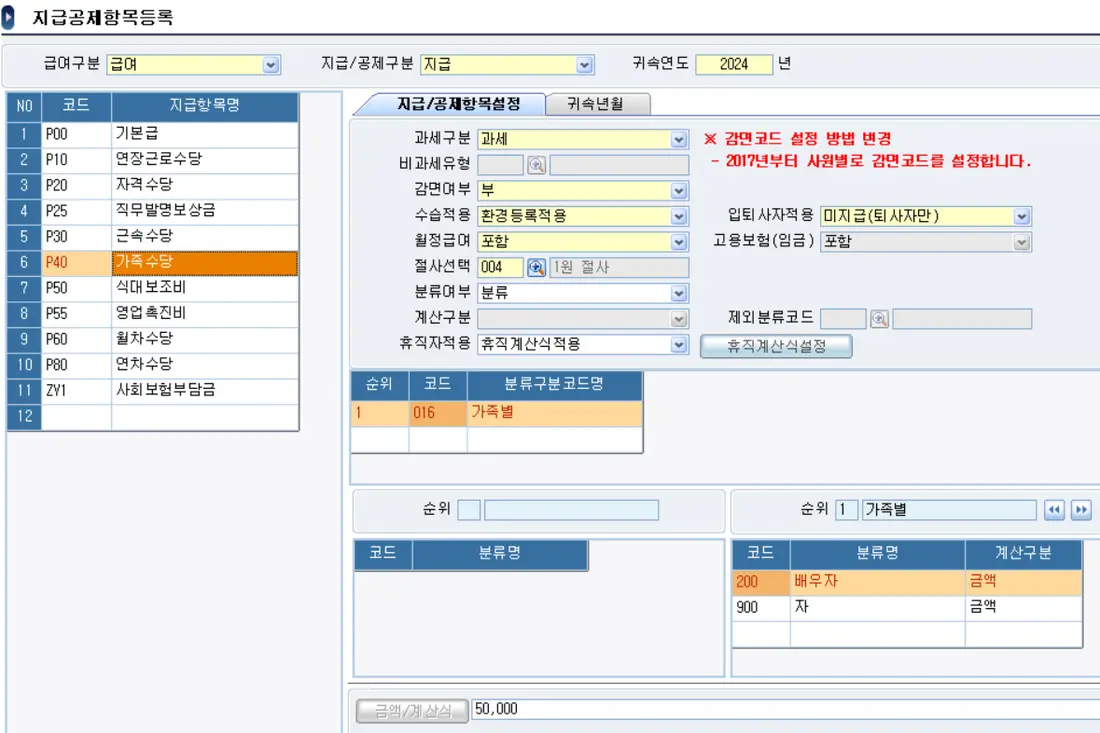 지급공제항목등록
급여구분 급여 지급/공제구분 지급 귀속연도 2024 년
NO 코드 지급항목명
1 P00 기본급
2 P10 연장근로수당
3 P20 자격수당
4 P25 직무발명보상금
5 P30 근속수당
6 P40 가족수당
7 P50 식대보조비
8 P55 영업촉진비
9 P60 월차수당
10 P80 연차수당
11 ZY1 사회보험부담금
12
지급/공제항목설정 귀속년월
과세구분 과세 ※ 감면코드 설정 방법 변경
비과세유형 - 2017년부터 사원별로 감면코드를 설정합니다.
감면여부 부
수습적용 환경등록적용 입퇴사자적용 미지급(퇴사자만)
월정급여 포함 고용보험(임금) 포함
절사선택 004 1원 절사
분류여부 분류
계산구분 제외분류코드
휴직자적용 휴직계산식적용 휴직계산식설정
순위 코드 분류구분코드명
1 016 가족별
순위 순위 1 가족별
코드 분류명
코드 분류명 계산구분
200 배우자 금액
900 자 금액
금액/계산식 50,000